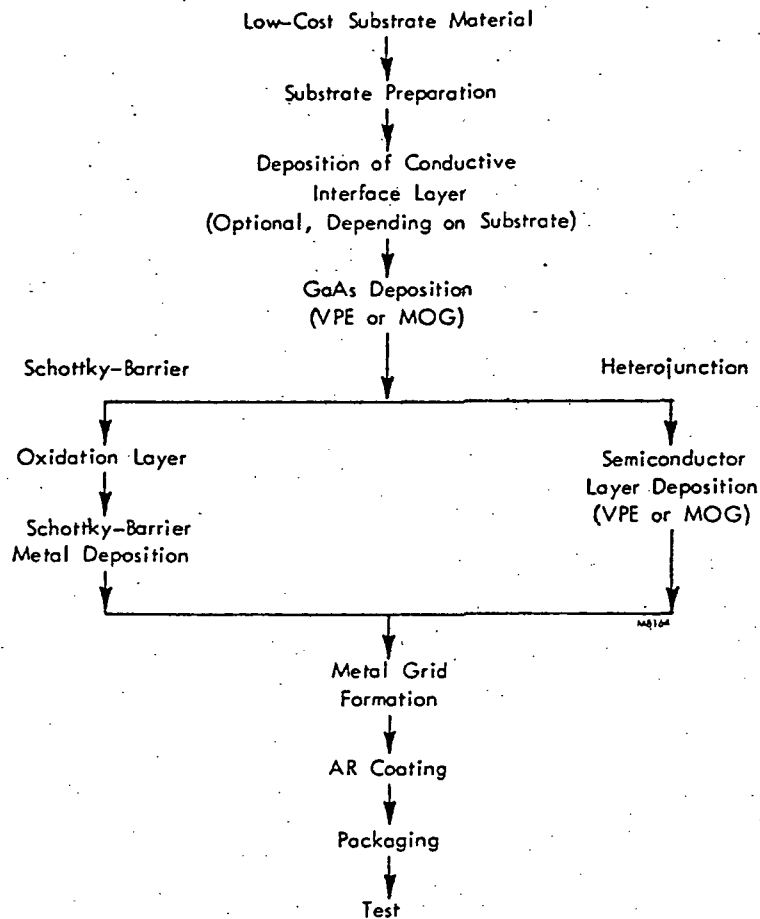 Low-Cost Substrate Material
Substrate Preparation
Deposition of Conductive
Interface Layer
(Optional, Depending on Substrate)
GaAs Deposition
(VPE or MOG)
Schottky-Barrier
Heterojunction
Oxidation Layer
Schottky-Barrier
Metal Deposition
Semiconductor
Layer Deposition
(VPE or MOG)
M8164
Metal Grid
Formation
AR Coating
Packaging
Test